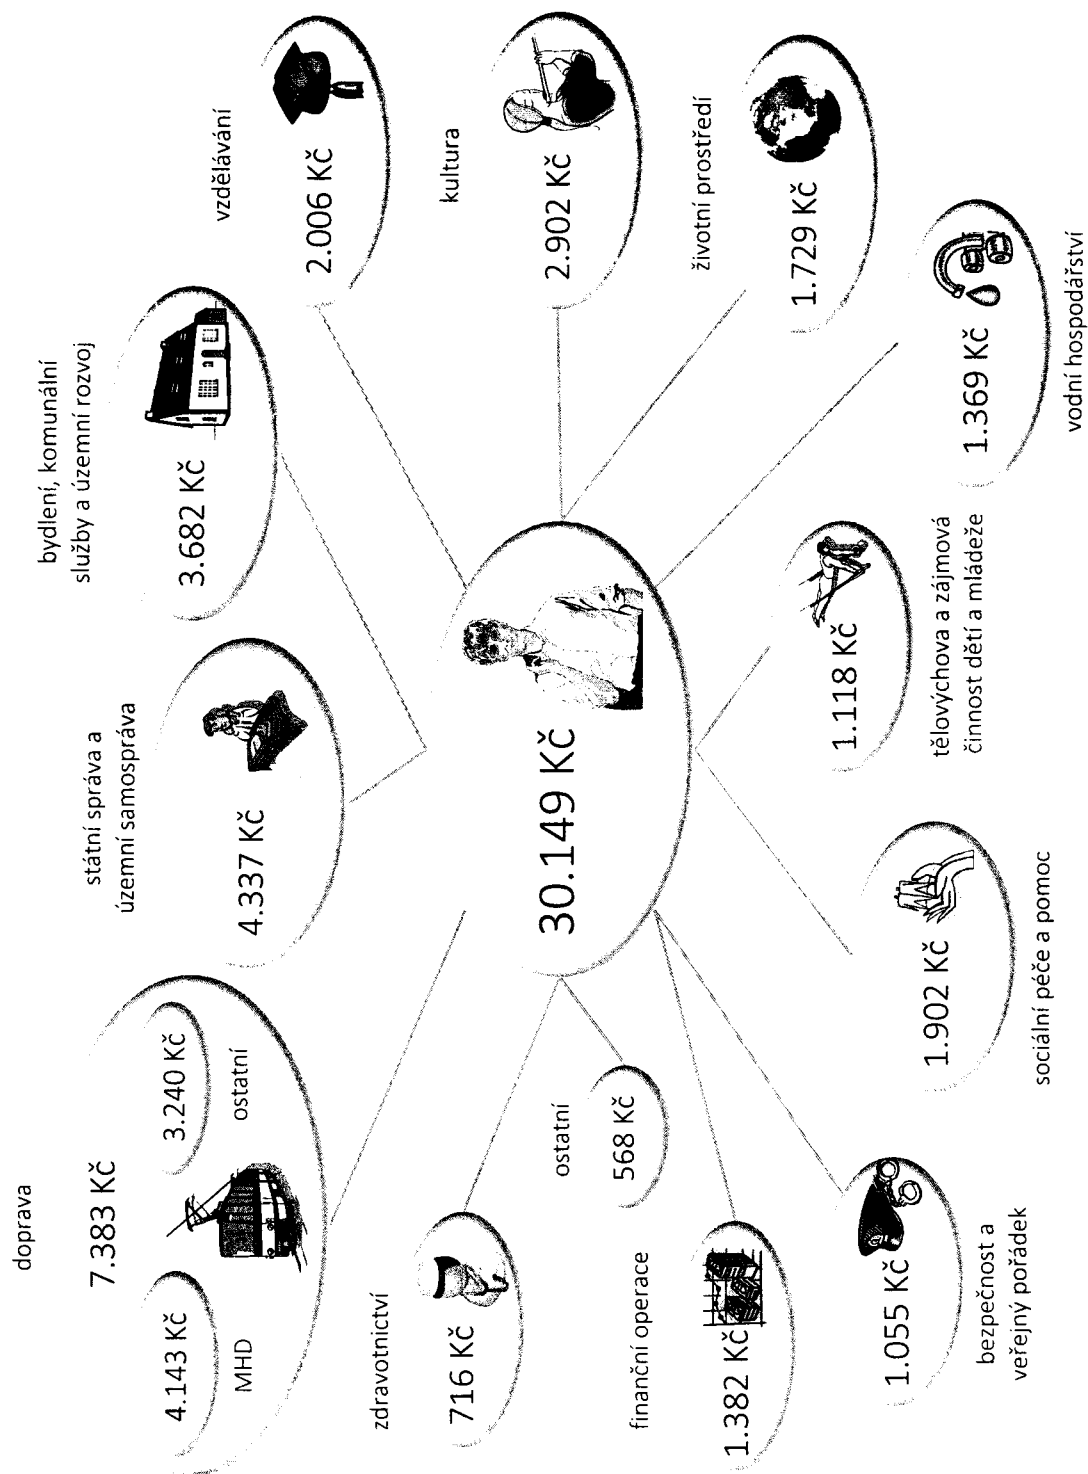 doprava
7.383 Kč
4.143 Kč
MHD
3.240 Kč
ostatní
státní správa a
územní samospráva
4.337 Kč
bydlení, komunální
služby a územní rozvoj
3.682 Kč
vzdělávání
2.006 Kč
kultura
2.902 Kč
životní prostředí
1.729 Kč
vodní hospodářství
1.369 Kč
30.149 Kč
tělovýchova a zájmová
činnost dětí a mládeže
1.118 Kč
sociální péče a pomoc
1.902 Kč
bezpečnost a
veřejný pořádek
1.055 Kč
finanční operace
1.382 Kč
ostatní
568 Kč
zdravotnictví
716 Kč